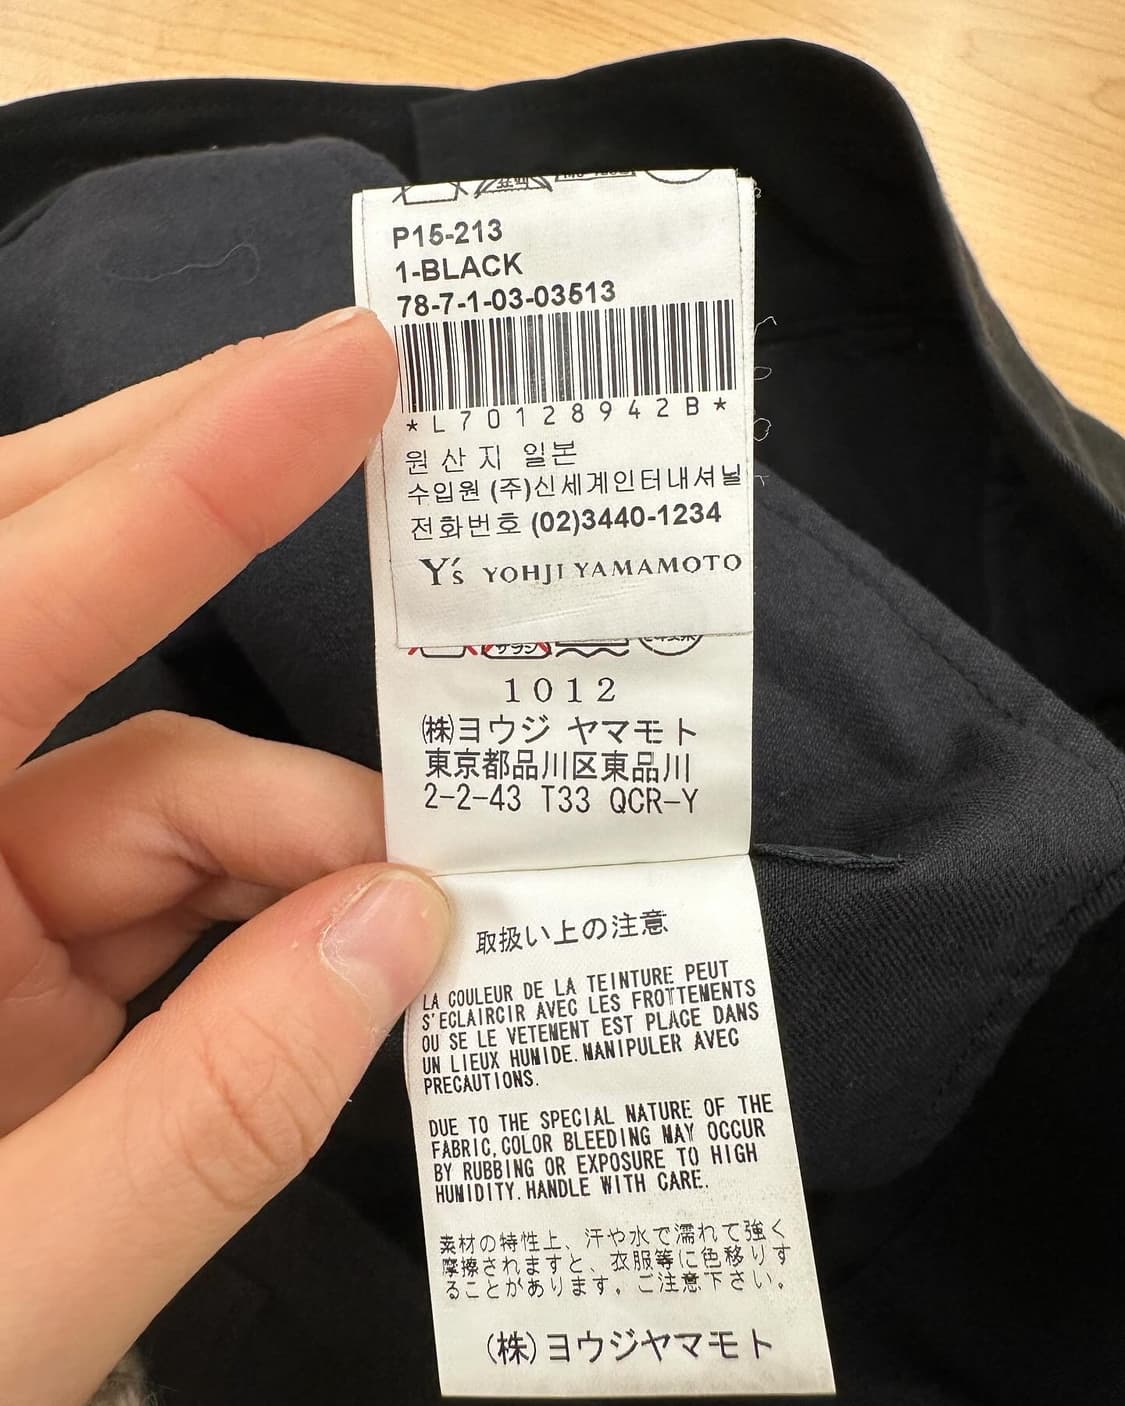 P15-213
1-BLACK
78-7-1-03-03513
*L70128942B*
원산지 일본
수입원 (주)신세계인터내셔널
전화번호 (02)3440-1234
Y's YOHJI YAMAMOTO
1012
㈱ヨウジ ヤマモト
東京都品川区東品川
2-2-43 T33 QCR-Y
取扱い上の注意
LA COULEUR DE LA TEINTURE PEUT
S'ECLAIRCIR AVEC LES FROTTEMENTS
OU SE LE VETEMENT EST PLACE DANS
UN LIEUX HUMIDE.MANIPULER AVEC
PRECAUTIONS.
DUE TO THE SPECIAL NATURE OF THE
FABRIC,COLOR BLEEDING MAY OCCUR
BY RUBBING OR EXPOSURE TO HIGH
HUMIDITY.HANDLE WITH CARE.
素材の特性上、汗や水で濡れて強く
摩擦されますと、衣服等に色移りす
ることがあります。ご注意下さい。
(株)ヨウジヤマモト